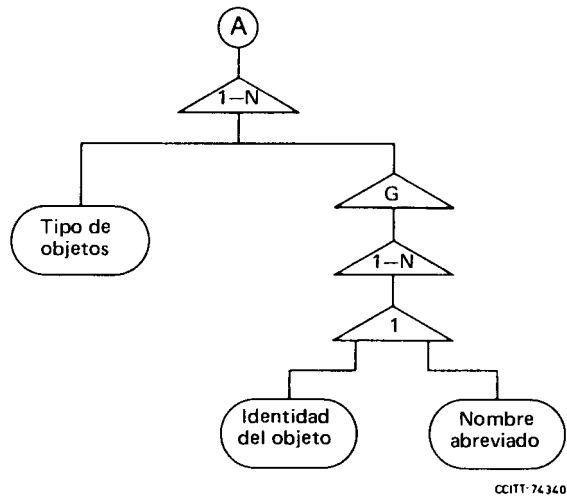 A
1–N
Tipo de
objetos
G
1–N
1
Identidad
del objeto
Nombre
abreviado
CCITT-74340